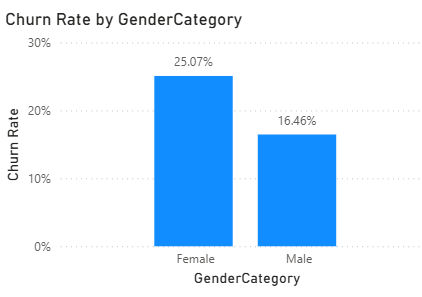 Churn Rate by GenderCategory
30%
25.07%
20%
16.46%
Churn Rate
10%
0%
Female Male
GenderCategory